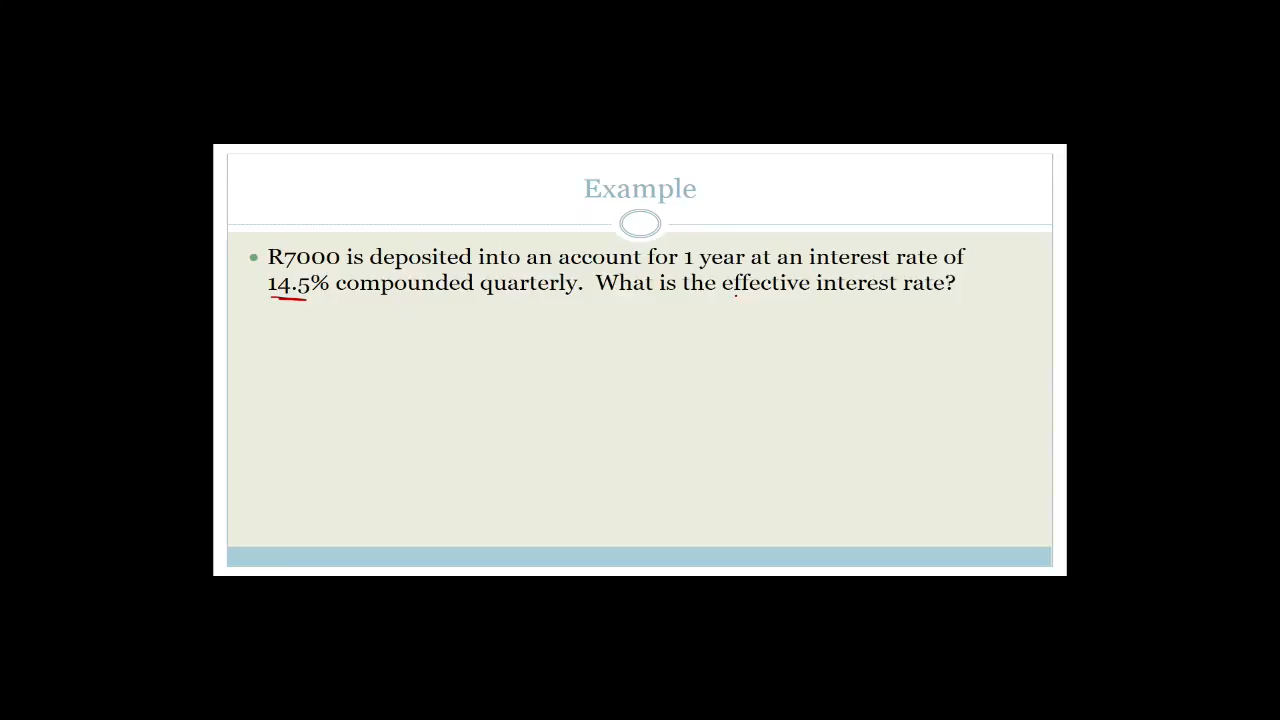 Example
R7000 is deposited into an account for 1 year at an interest rate of
14.5% compounded quarterly.  What is the effective interest rate?